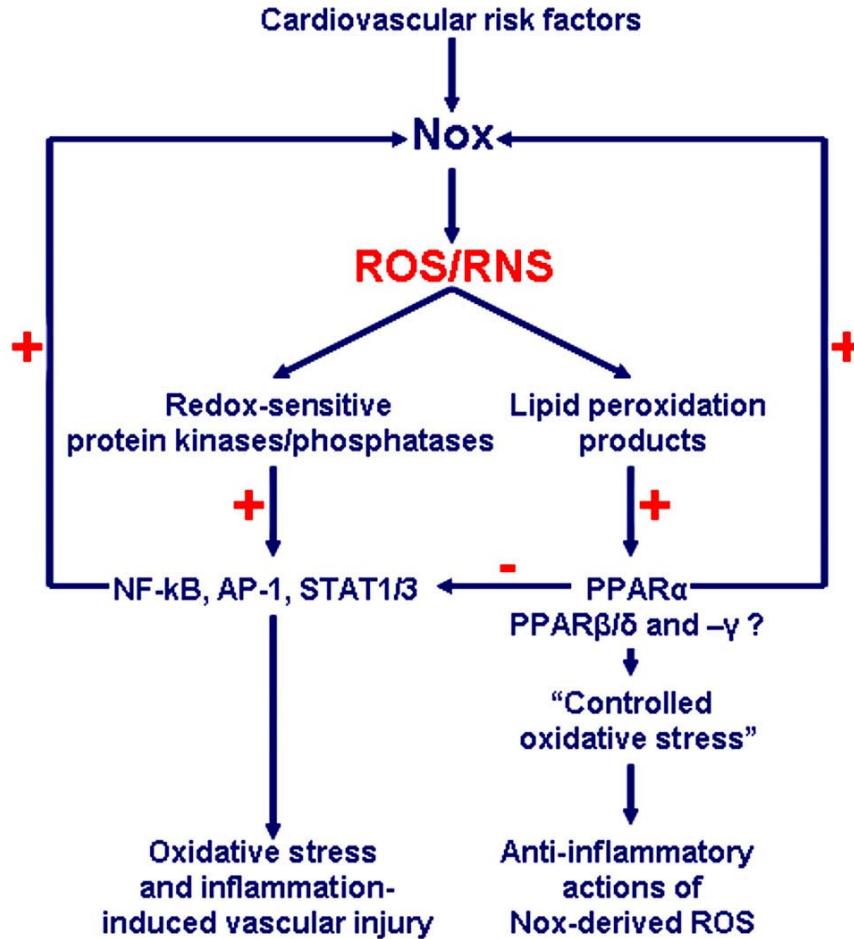 Cardiovascular risk factors
Nox
ROS/RNS
+
+
Redox-sensitive
protein kinases/phosphatases
Lipid peroxidation
products
+
+
NF-kB, AP-1, STAT1/3
-
PPARα
PPARβ/δ and –γ ?
“Controlled
oxidative stress”
Oxidative stress
and inflammation-
induced vascular injury
Anti-inflammatory
actions of
Nox-derived ROS